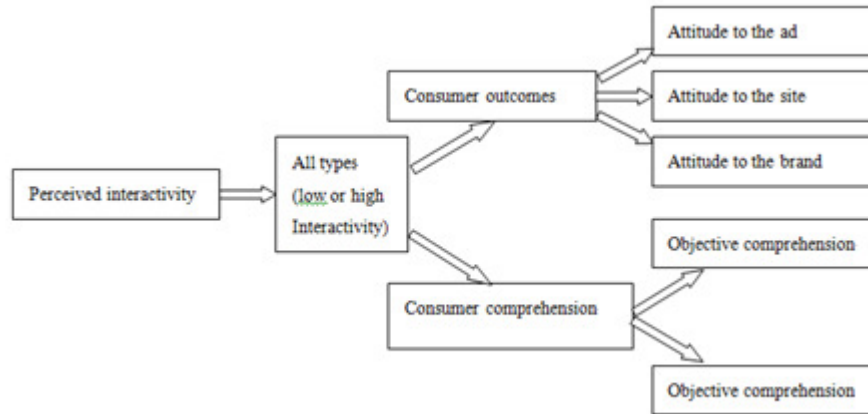 Perceived interactivity
All types
(low or high
Interactivity)
Consumer outcomes
Attitude to the ad
Attitude to the site
Attitude to the brand
Consumer comprehension
Objective comprehension
Objective comprehension